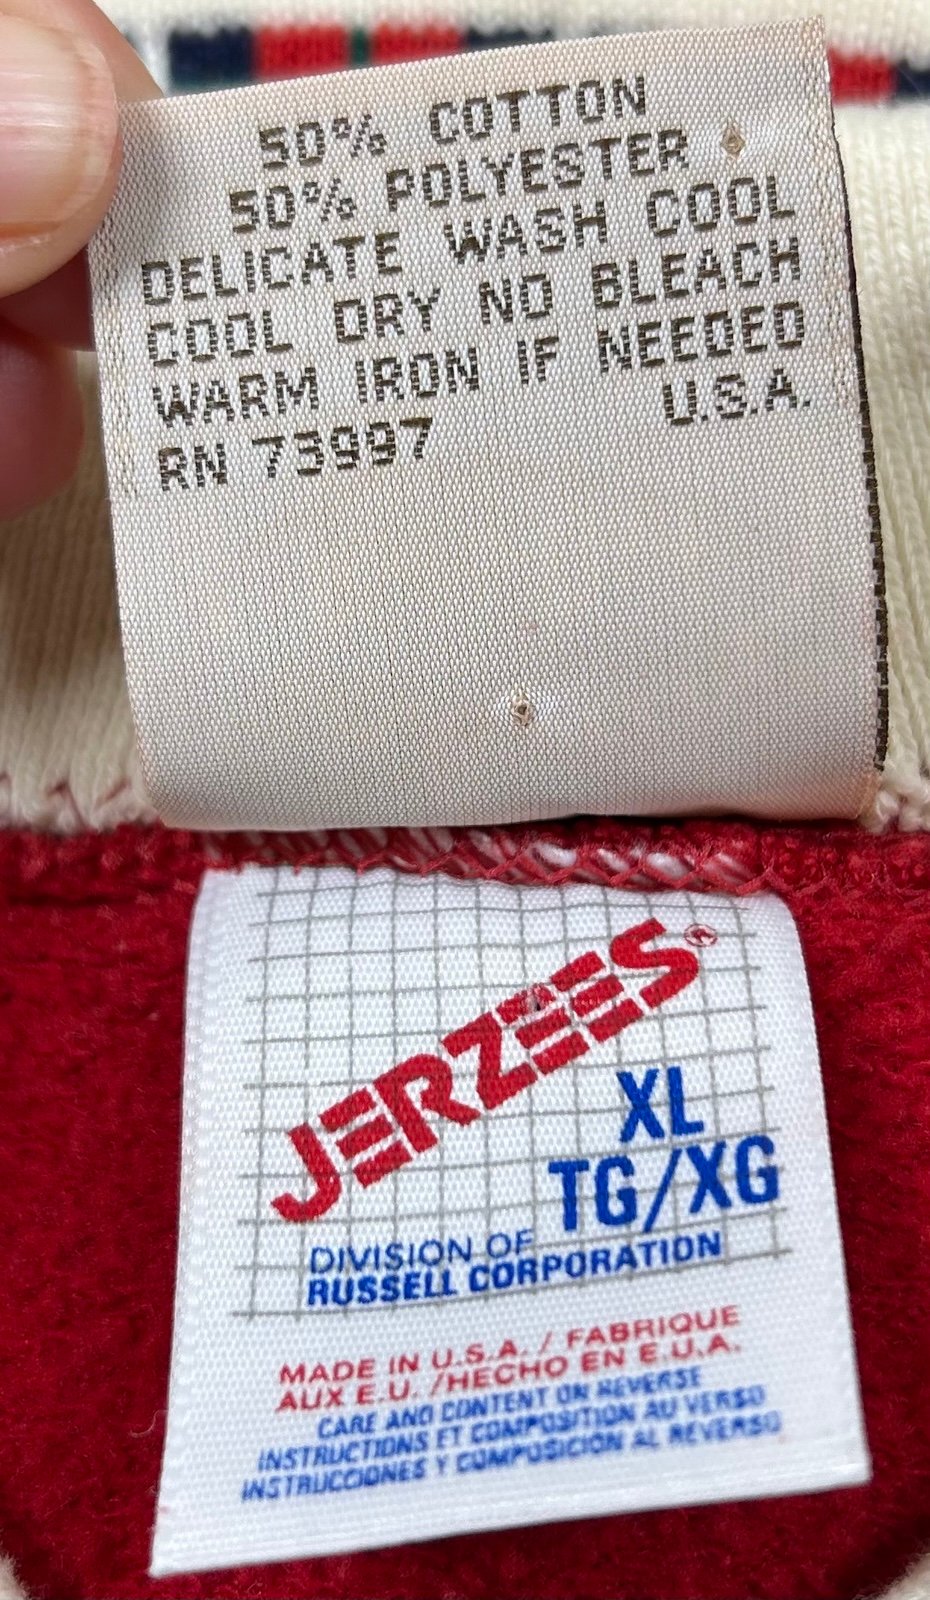 50% COTTON
50% POLYESTER
DELICATE WASH COOL
COOL DRY NO BLEACH
WARM IRON IF NEEDED
RN 73997 U.S.A.
JERZEES®
XL
TG/XG
DIVISION OF
RUSSELL CORPORATION
MADE IN U.S.A. / FABRIQUE
AUX E.U. /HECHO EN E.U.A.
CARE AND CONTENT ON REVERSE
INSTRUCTIONS ET COMPOSITION AU VERSO
INSTRUCCIONES Y COMPOSICION AL REVERSO